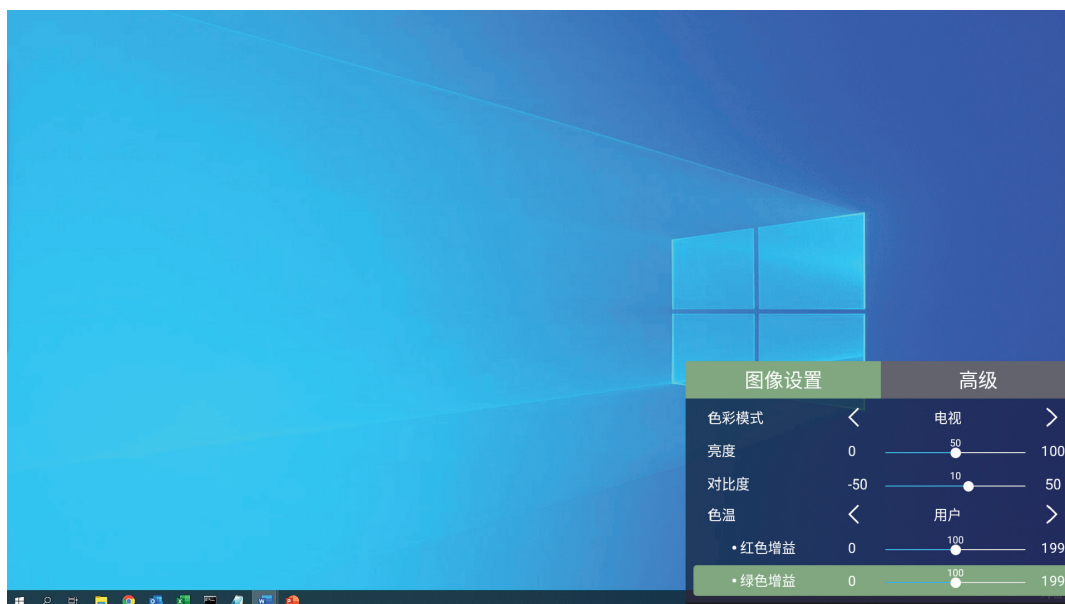 图像设置 高级
色彩模式 电视
亮度 0 50 100
对比度 -50 10 50
色温 用户
•红色增益 0 100 199
•绿色增益 0 100 199